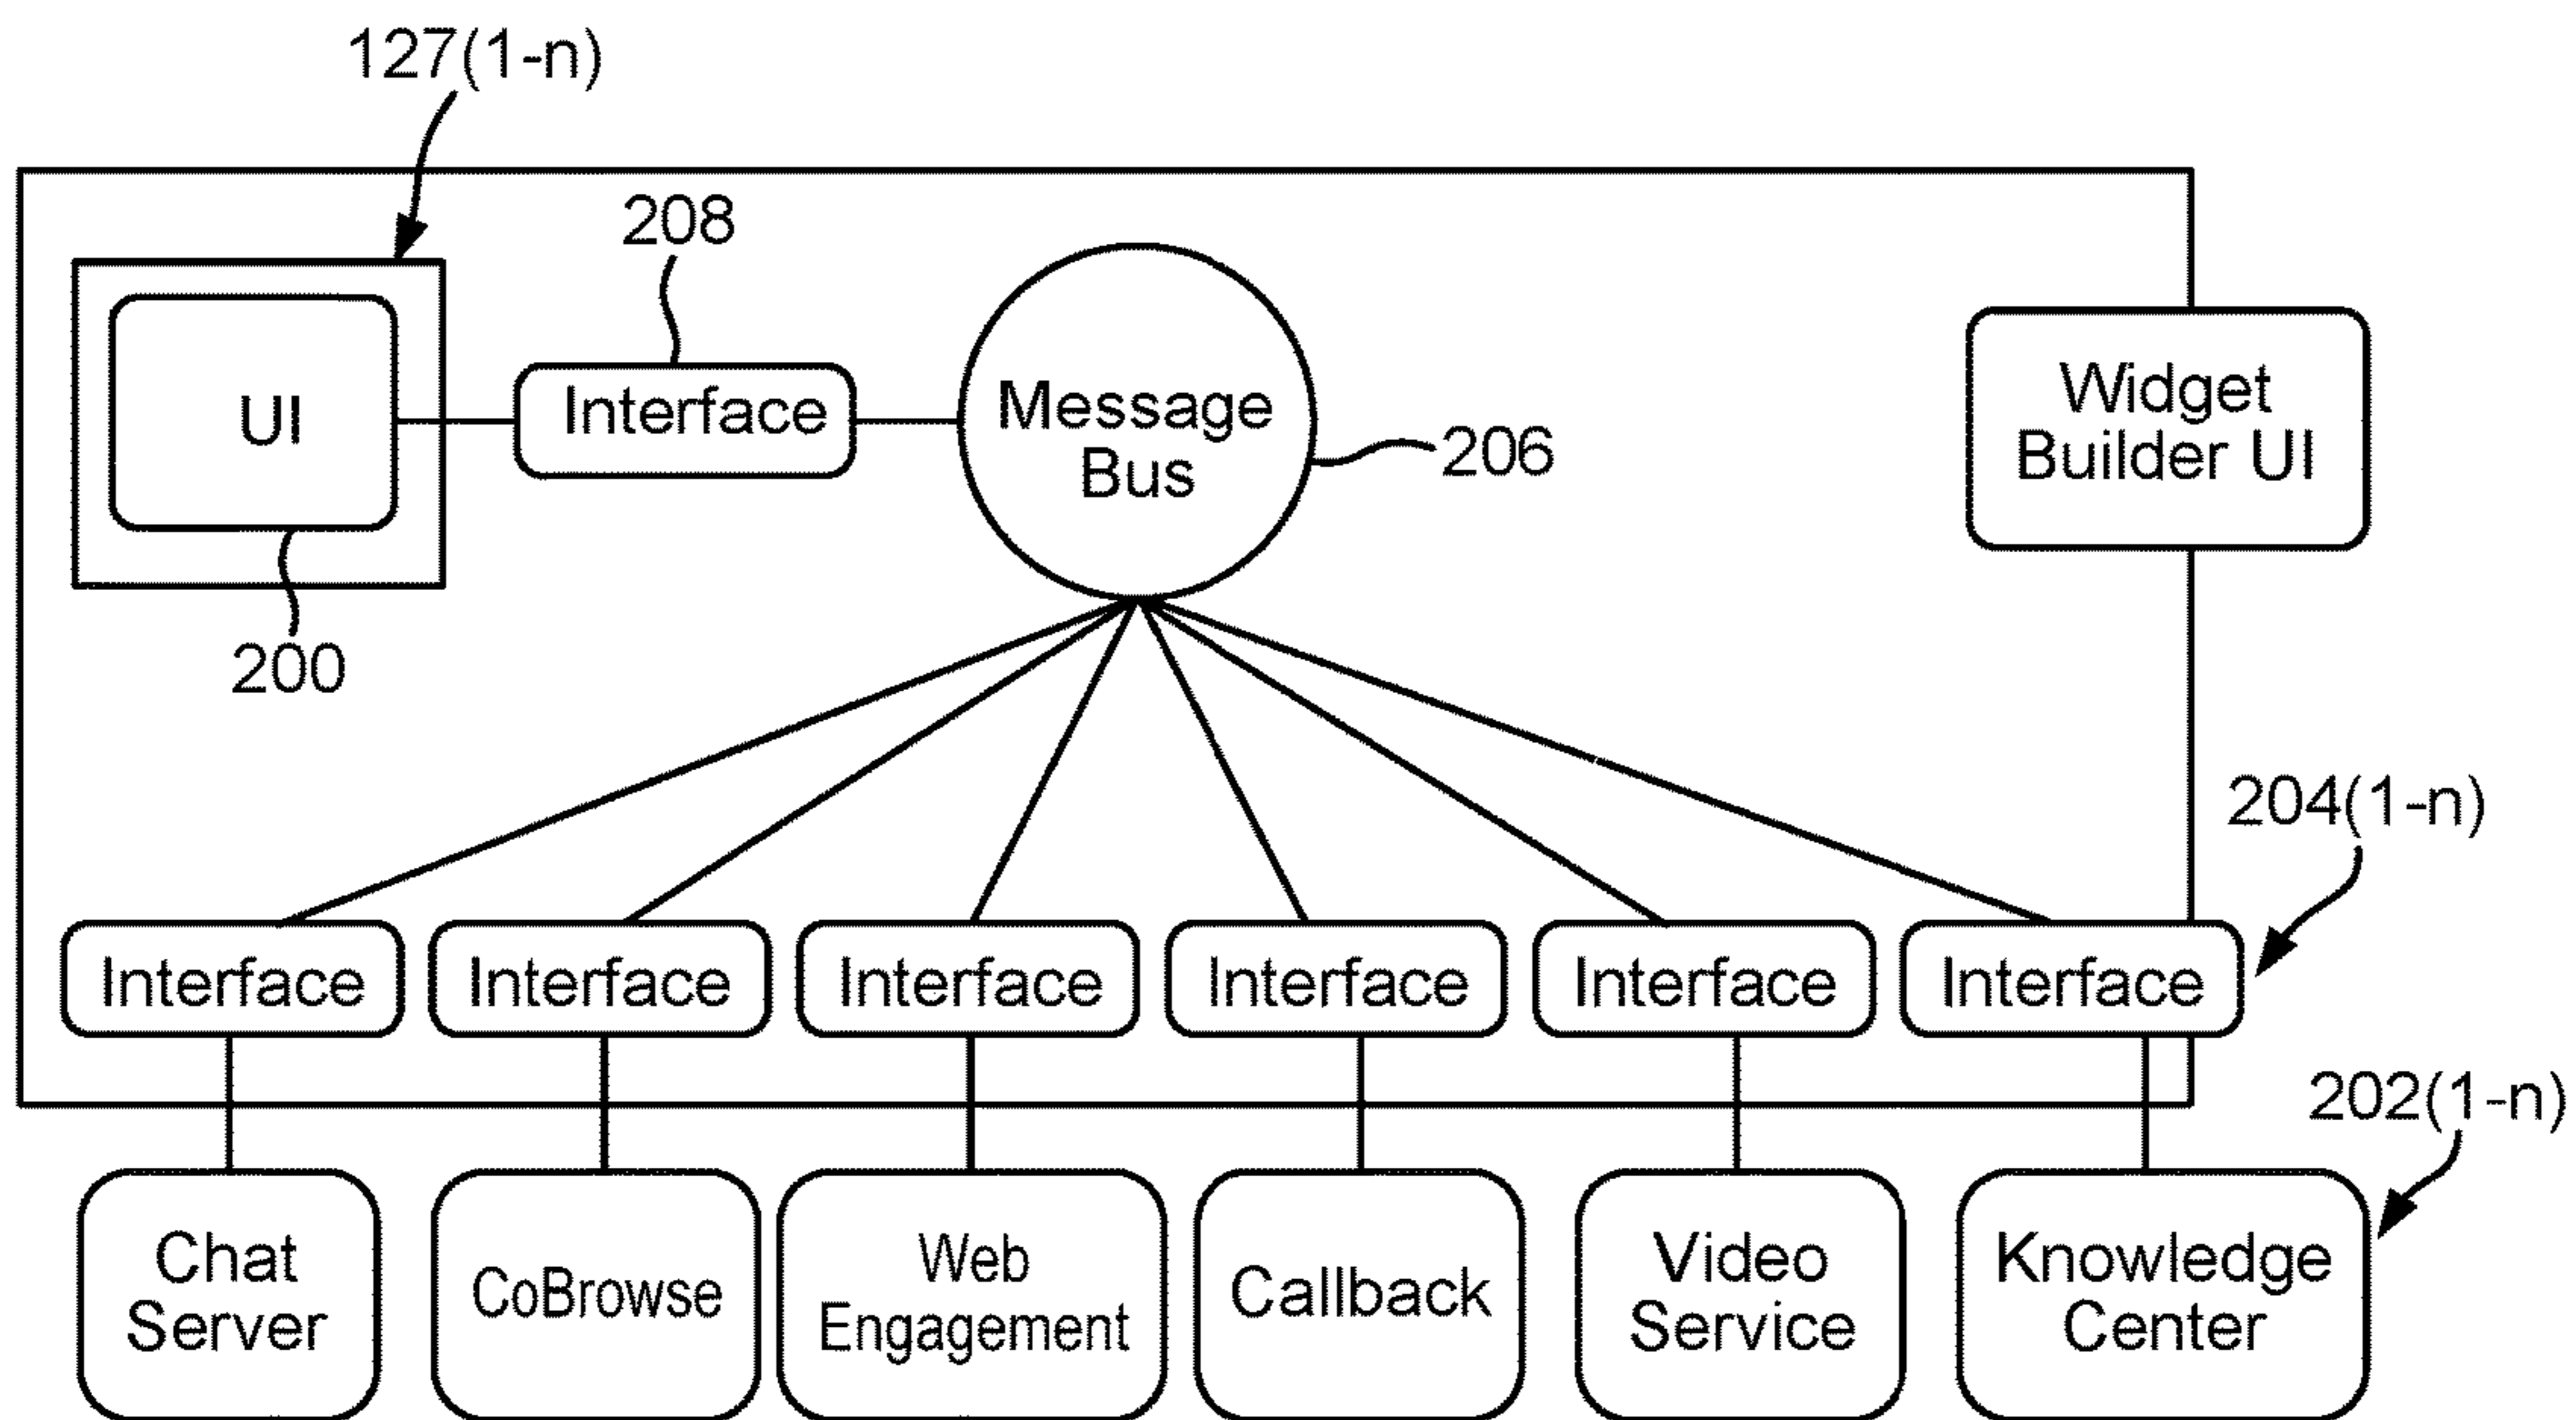 127(1-n)
208
UI
Interface
Message
Bus
206
Widget
Builder UI
200
204(1-n)
Interface
Interface
Interface
Interface
Interface
Interface
202(1-n)
Chat
Server
CoBrowse
Web
Engagement
Callback
Video
Service
Knowledge
Center